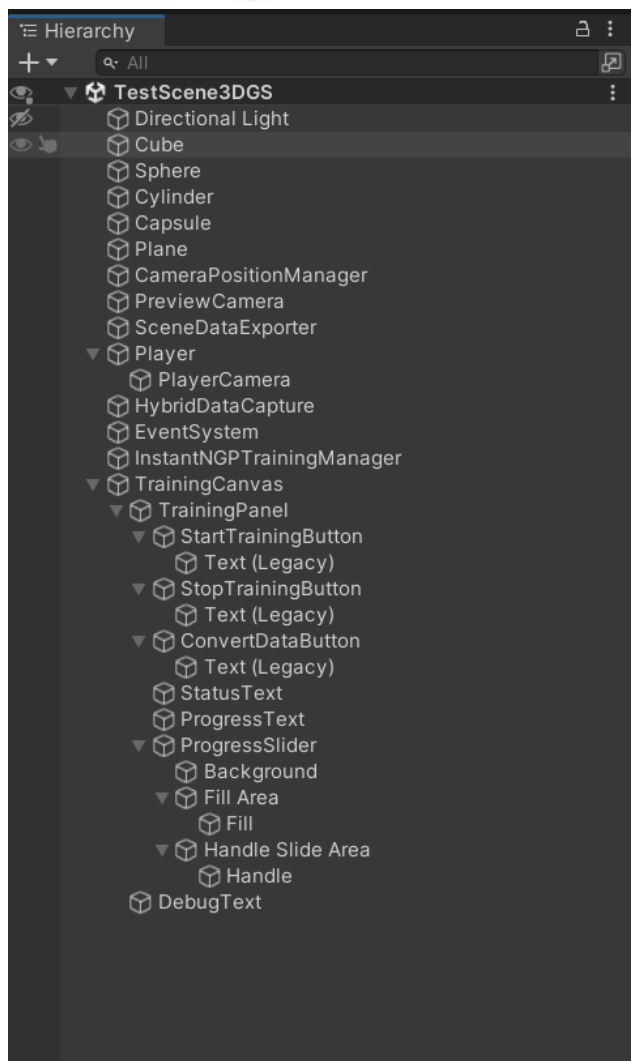 Hierarchy
All
TestScene3DGS
Directional Light
Cube
Sphere
Cylinder
Capsule
Plane
CameraPositionManager
PreviewCamera
SceneDataExporter
Player
PlayerCamera
HybridDataCapture
EventSystem
InstantNGPTrainingManager
TrainingCanvas
TrainingPanel
StartTrainingButton
Text (Legacy)
StopTrainingButton
Text (Legacy)
ConvertDataButton
Text (Legacy)
StatusText
ProgressText
ProgressSlider
Background
Fill Area
Fill
Handle Slide Area
Handle
DebugText